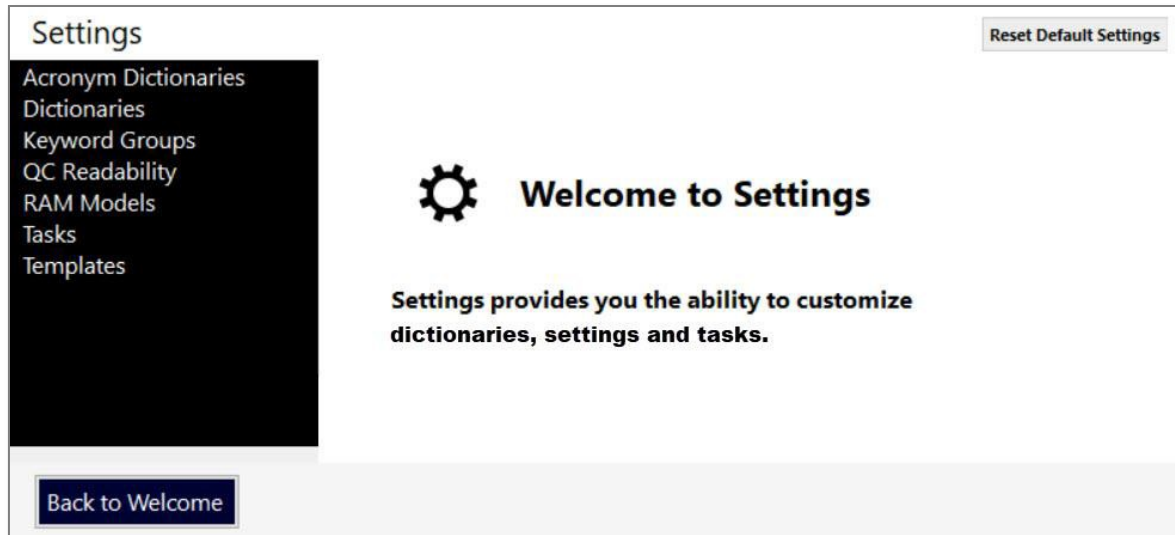 Settings
Reset Default Settings
Acronym Dictionaries
Dictionaries
Keyword Groups
QC Readability
RAM Models
Tasks
Templates
Welcome to Settings
Settings provides you the ability to customize
dictionaries, settings and tasks.
Back to Welcome